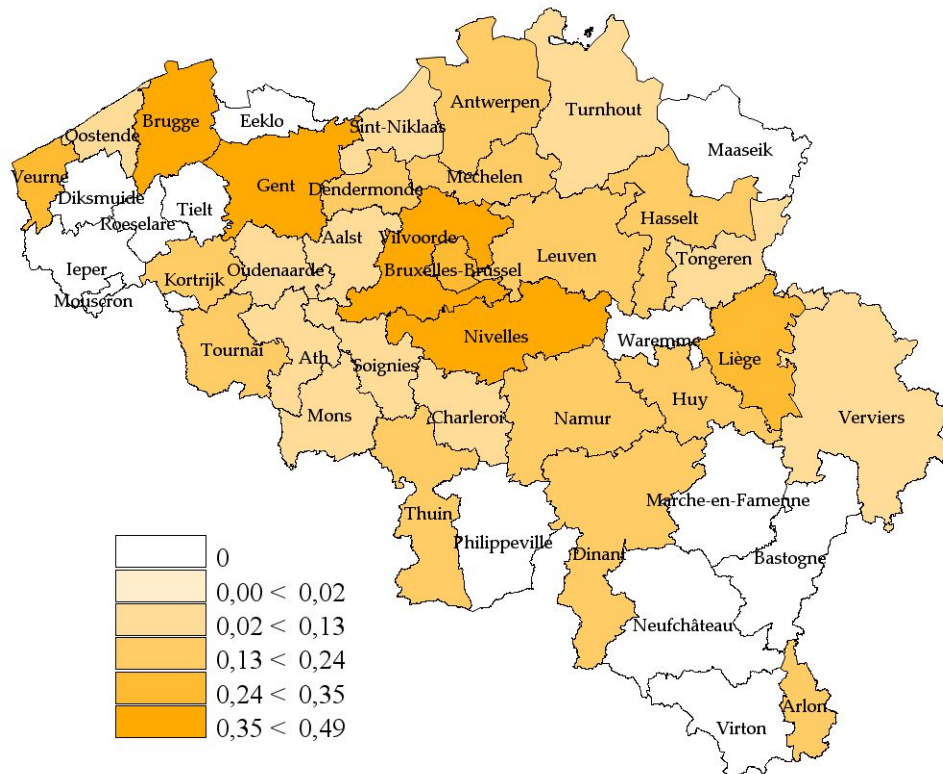 Antwerpen
Turnhout
Brugge
Eeklo
Sint-Niklaas
Oostende
Maaseik
Veurne
Gent
Mechelen
Dendermonde
Diksmuide
Tielt
Hasselt
Roeselare
Aalst
Vilvoorde
Leuven
Tongeren
Ieper
Kortrijk
Oudenaarde
Bruxelles-Brussel
Mouscron
Nivelles
Waremme
Tournai
Ath
Soignies
Liège
Huy
Mons
Charleroi
Namur
Verviers
Marche-en-Famenne
Thuin
Philippeville
Dinant
Bastogne
Neufchâteau
Arlon
Virton
0
0,00 < 0,02
0,02 < 0,13
0,13 < 0,24
0,24 < 0,35
0,35 < 0,49